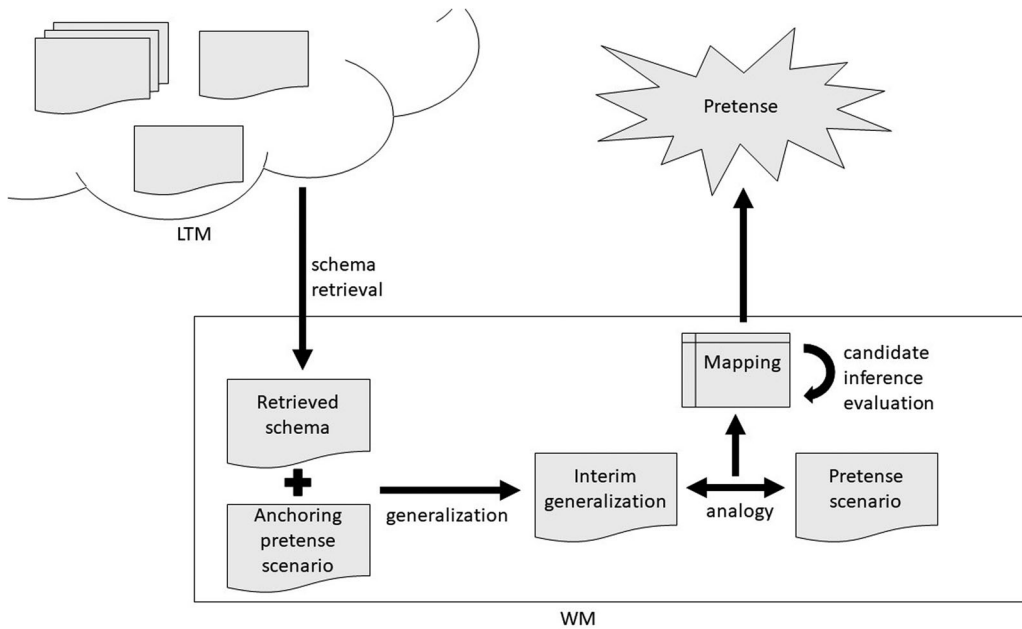 LTM
schema
retrieval
Pretense
Mapping
candidate
inference
evaluation
Retrieved
schema
Anchoring
pretense
scenario
generalization
Interim
generalization
analogy
Pretense
scenario
WM